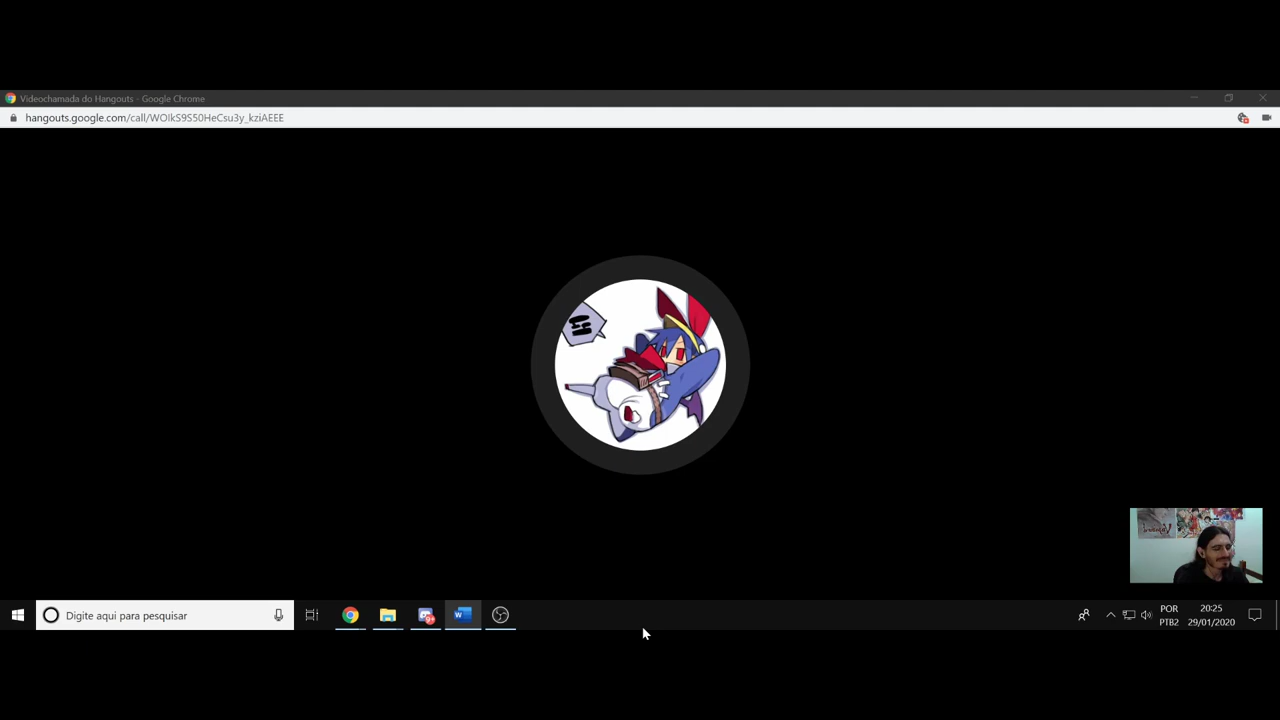 Videochamada do Hangouts - Google Chrome
hangouts.google.com/call/WOIkS9S50HeCsu3y_kziAEEE
Digite aqui para pesquisar
9+
W
POR
PTB2
20:25
29/01/2020